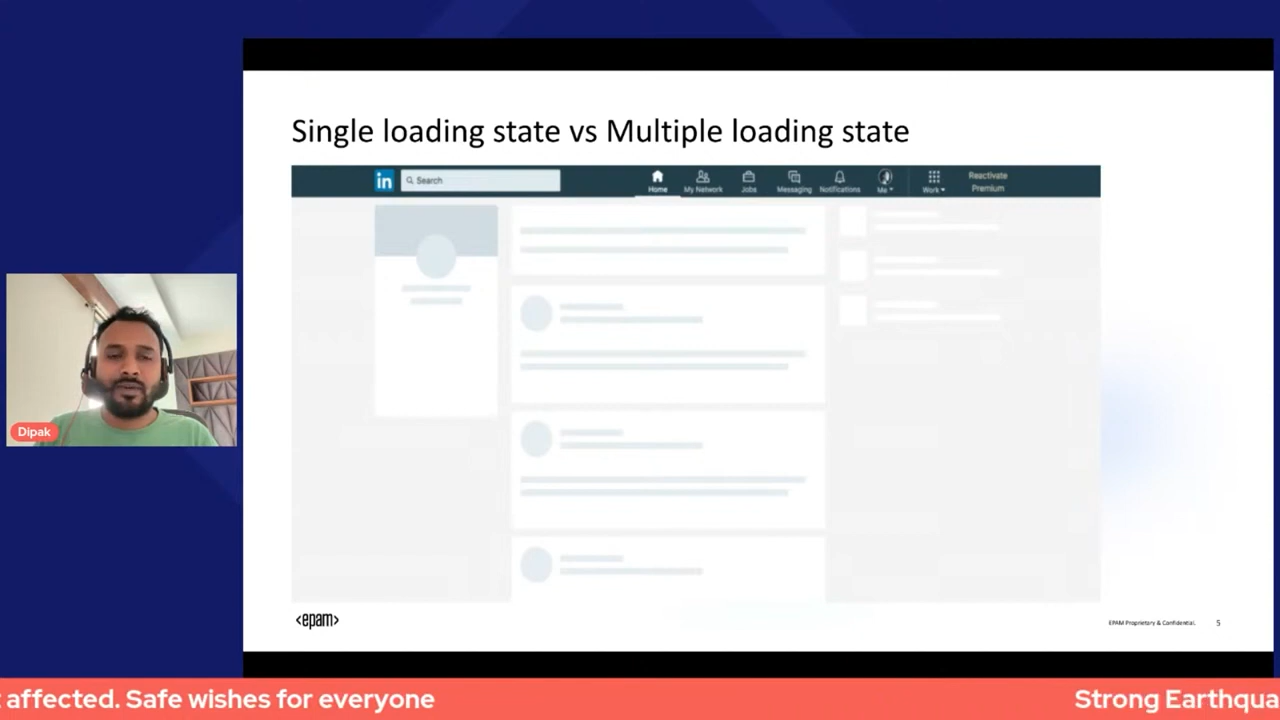 Single loading state vs Multiple loading state
in
Search
Home
My Network
Jobs
Messaging
Notifications
Me
Work
Reactivate
Premium
Dipak
<epam>
EPAM Proprietary & Confidential.
5
affected. Safe wishes for everyone
Strong Earthqua